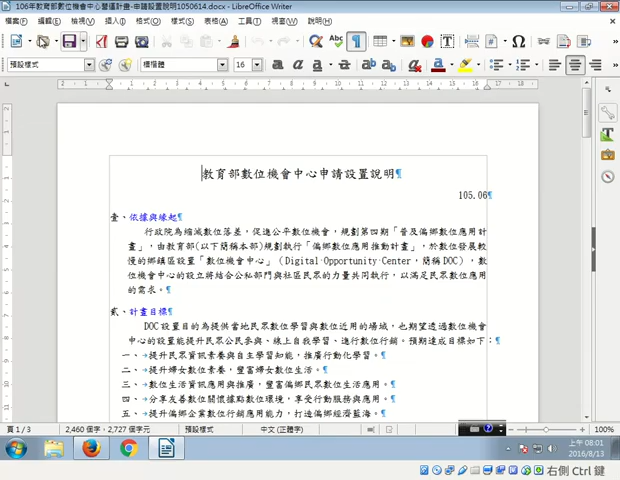 106年教育部數位機會中心營運計畫-申請設置說明1050614.docx - LibreOffice Writer
檔案(F) 編輯(E) 檢視(V) 插入(I) 格式(O) 樣式(S) 表格(A) 工具(T) 視窗(W) 說明(H)
預設樣式 標楷體 16
教育部數位機會中心申請設置說明¶
105.06¶
壹、依據與緣起¶
行政院為縮減數位落差，促進公平數位機會，規劃第四期「普及偏鄉數位應用計
畫」，由教育部(以下簡稱本部)規劃執行「偏鄉數位應用推動計畫」，於數位發展較
慢的鄉鎮區設置「數位機會中心」（Digital·Opportunity·Center，簡稱DOC），數
位機會中心的設立將結合公私部門與社區民眾的力量共同執行，以滿足民眾數位應用
的需求。¶
貳、計畫目標¶
DOC設置目的為提供當地民眾數位學習與數位近用的場域，也期望透過數位機會
中心的設置能提升民眾公民參與、線上自我學習、進行數位行銷。預期達成目標如下：¶
一、→提升民眾資訊素養與自主學習知能，推廣行動化學習。¶
二、→提升婦女數位素養，豐富婦女數位生活。¶
三、→數位生活資訊應用與推廣，豐富偏鄉民眾數位生活應用。¶
四、→分享友善數位關懷據點數位環境，享受行動服務與應用。¶
五、→提升偏鄉企業數位行銷應用能力，打造偏鄉經濟藍海。¶
頁 1 / 3 2,460 個字，2,727 個字元 預設樣式 中文 (正體字) 100%
上午 08:01
2016/8/13
右側 Ctrl 鍵